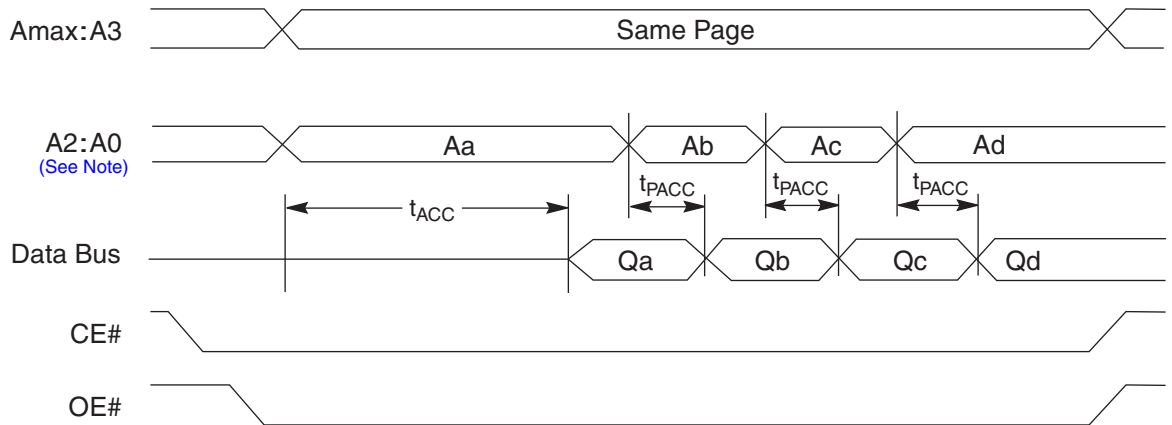 Amax:A3
Same Page
A2:A0
(See Note)
Aa
Ab
Ac
Ad
tACC
tPACC
tPACC
tPACC
Data Bus
Qa
Qb
Qc
Qd
CE#
OE#